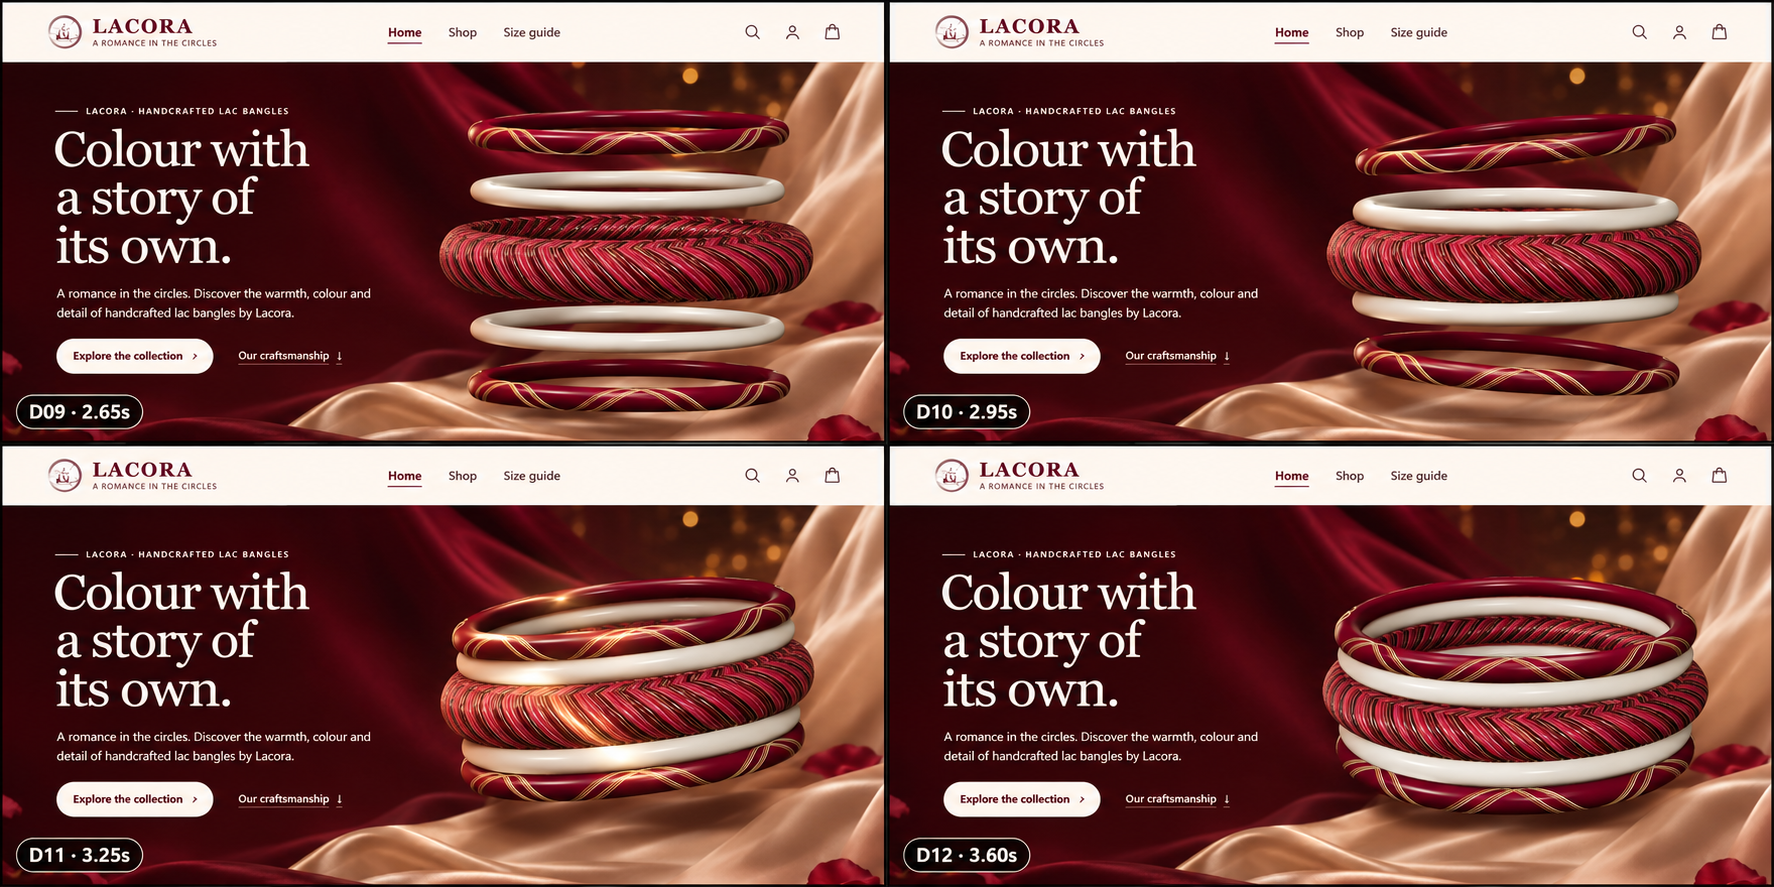 LACORA
A ROMANCE IN THE CIRCLES
Home
Shop
Size guide
LACORA · HANDCRAFTED LAC BANGLES
Colour with
a story of
its own.
A romance in the circles. Discover the warmth, colour and
detail of handcrafted lac bangles by Lacora.
Explore the collection ›
Our craftsmanship ↓
D09 · 2.65s
LACORA
A ROMANCE IN THE CIRCLES
Home
Shop
Size guide
LACORA · HANDCRAFTED LAC BANGLES
Colour with
a story of
its own.
A romance in the circles. Discover the warmth, colour and
detail of handcrafted lac bangles by Lacora.
Explore the collection ›
Our craftsmanship ↓
D10 · 2.95s
LACORA
A ROMANCE IN THE CIRCLES
Home
Shop
Size guide
LACORA · HANDCRAFTED LAC BANGLES
Colour with
a story of
its own.
A romance in the circles. Discover the warmth, colour and
detail of handcrafted lac bangles by Lacora.
Explore the collection ›
Our craftsmanship ↓
D11 · 3.25s
LACORA
A ROMANCE IN THE CIRCLES
Home
Shop
Size guide
LACORA · HANDCRAFTED LAC BANGLES
Colour with
a story of
its own.
A romance in the circles. Discover the warmth, colour and
detail of handcrafted lac bangles by Lacora.
Explore the collection ›
Our craftsmanship ↓
D12 · 3.60s